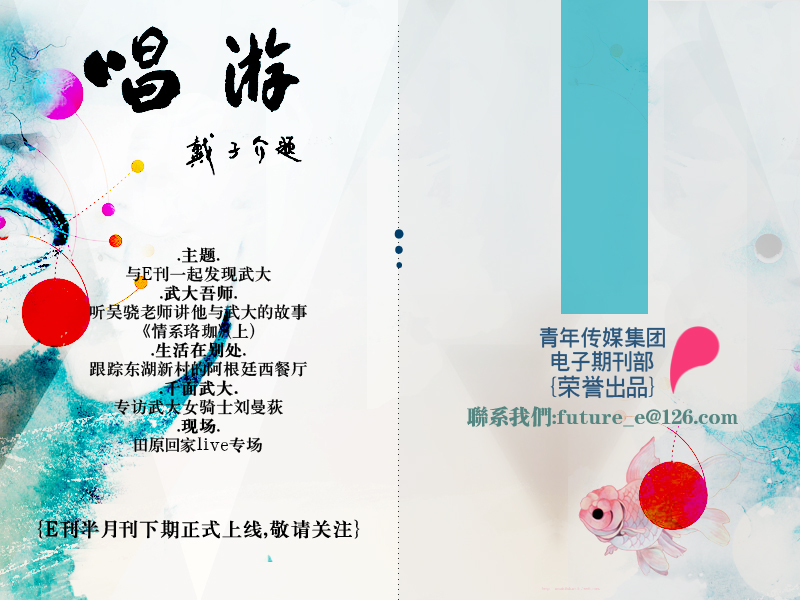 唱游
戴子介题
.主题.
与E刊一起发现武大
.武大吾师.
听吴骁老师讲他与武大的故事
《情系珞珈》(上)
.生活在别处.
跟踪东湖新村的阿根廷西餐厅
.千面武大.
专访武大女骑士刘曼荻
.现场.
田原回家live专场
{E刊半月刊下期正式上线,敬请关注}
青年传媒集团
电子期刊部
{荣誉出品}
聯系我們:future_e@126.com